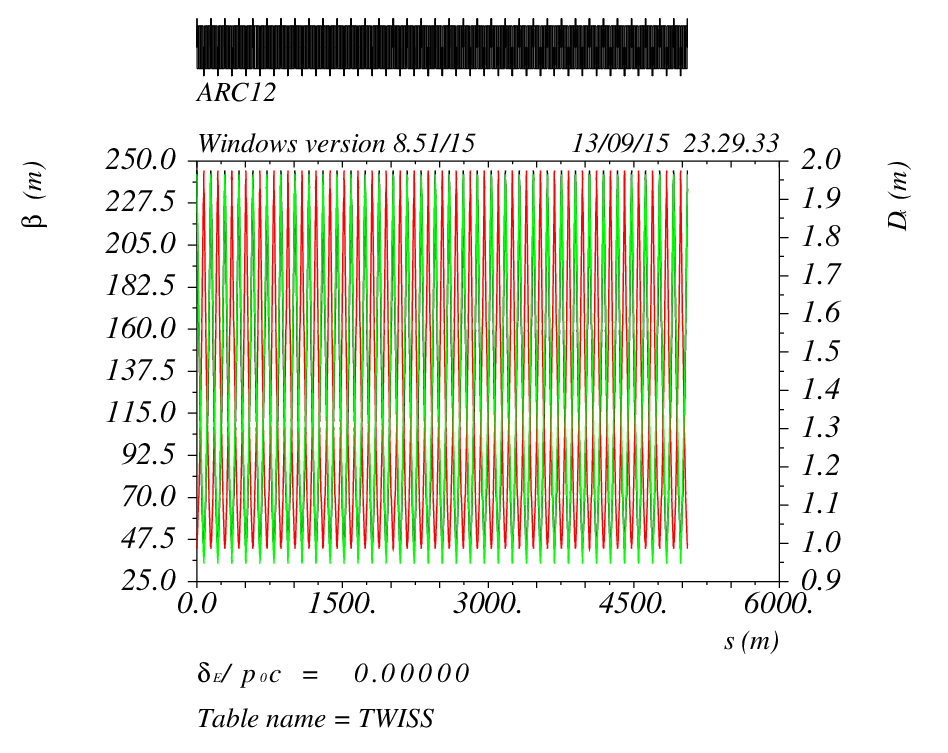 ARC12
Windows version 8.51/15 13/09/15 23.29.33
β (m)
250.0
227.5
205.0
182.5
160.0
137.5
115.0
92.5
70.0
47.5
25.0
2.0
1.9
1.8
1.7
1.6
1.5
1.4
1.3
1.2
1.1
1.0
0.9
Dx (m)
0.0 1500. 3000. 4500. 6000.
s (m)
δE/ p0c = 0.00000
Table name = TWISS